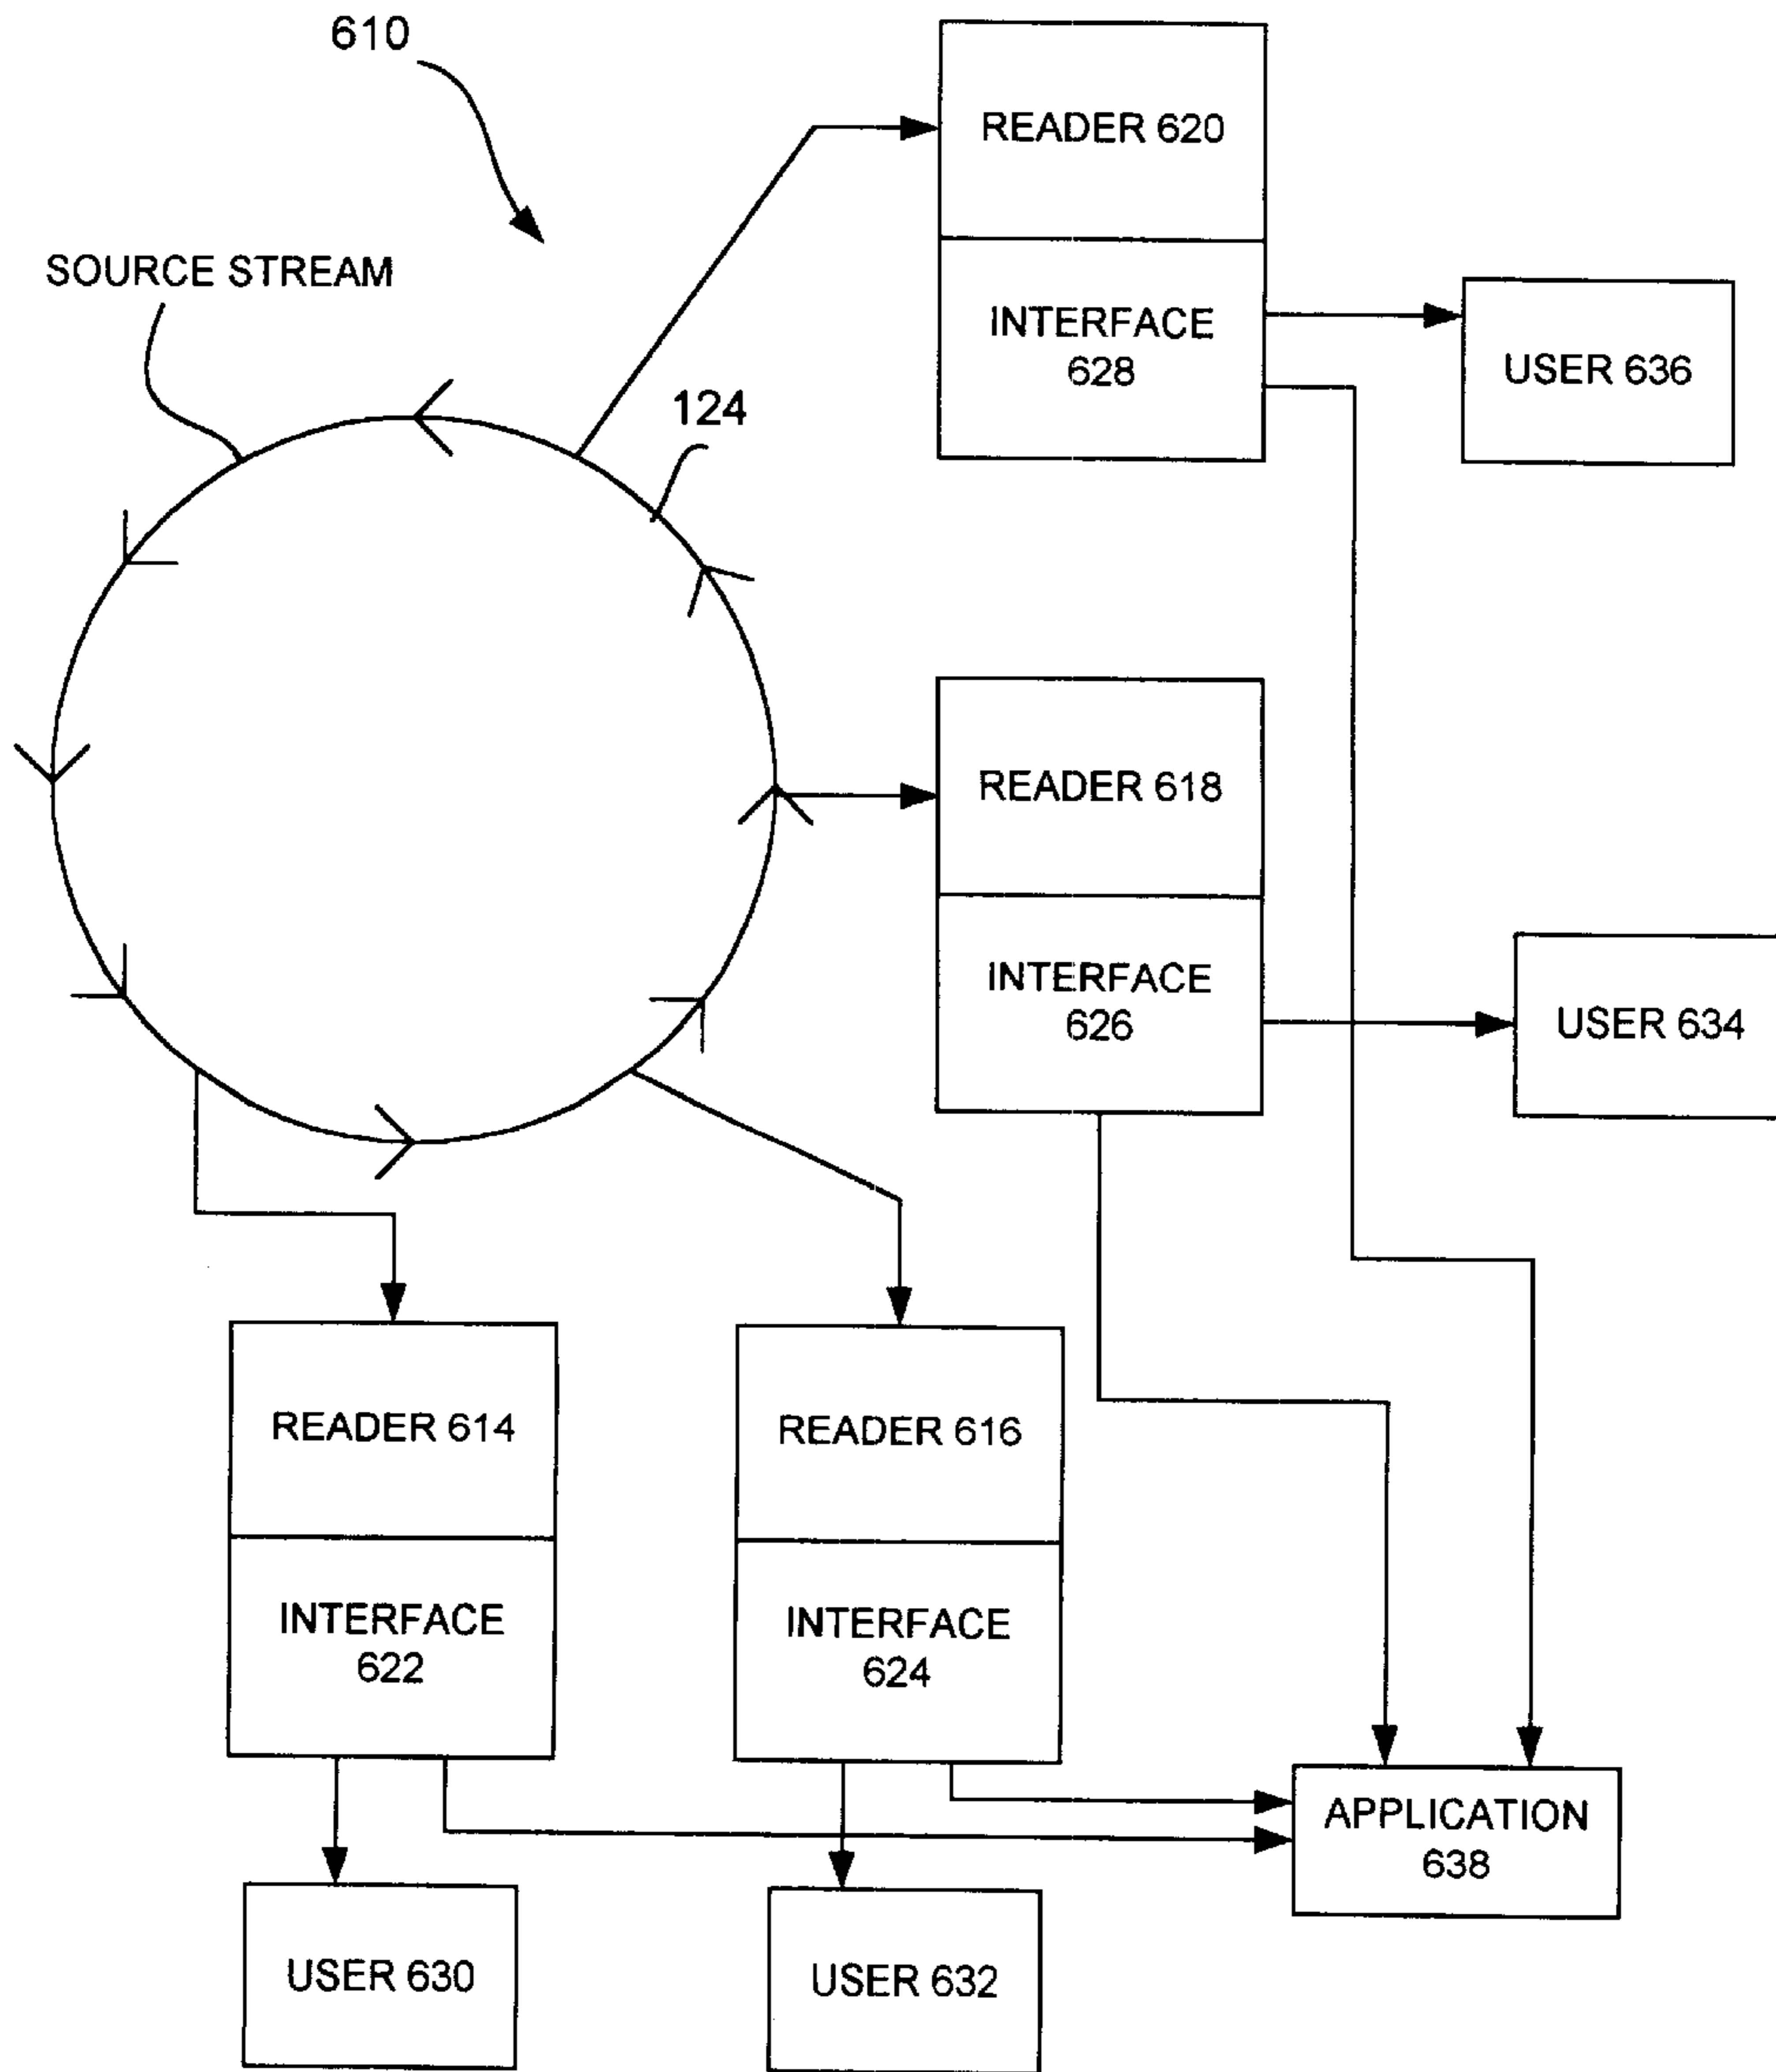 610
READER 620
SOURCE STREAM
INTERFACE
628
USER 636
124
READER 618
INTERFACE
626
USER 634
READER 614
READER 616
INTERFACE
622
INTERFACE
624
APPLICATION
638
USER 630
USER 632